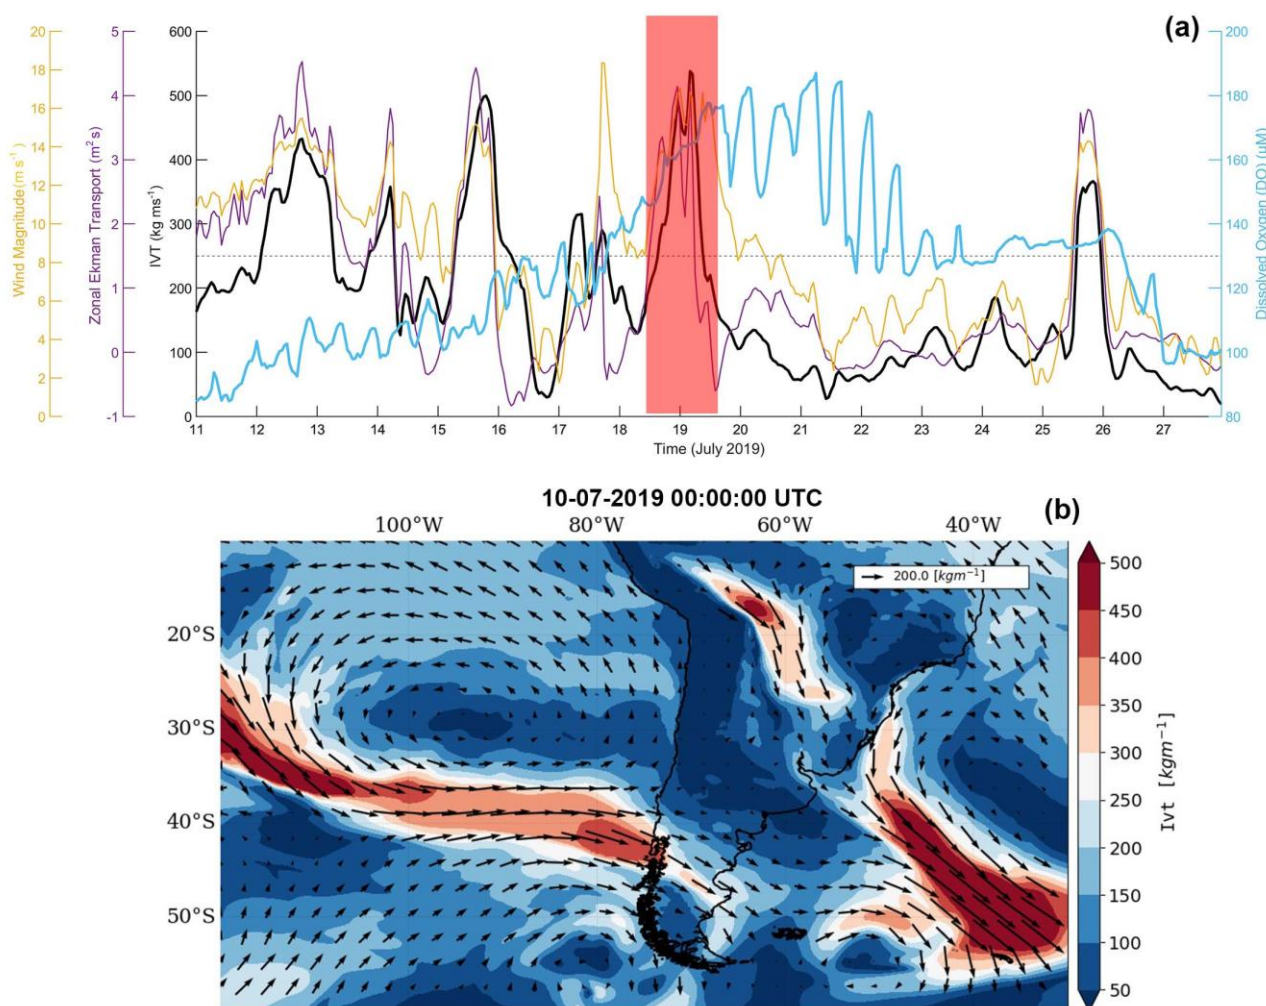 (a)
Wind Magnitude (m s⁻¹)
20
18
16
14
12
10
8
6
4
2
0
Zonal Ekman Transport (m² s)
5
4
3
2
1
0
-1
IVT (kg ms⁻¹)
600
500
400
300
250
200
100
0
200
180
160
140
120
100
80
Dissolved Oxygen (DO) (uM)
11 12 13 14 15 16 17 18 19 20 21 22 23 24 25 26 27
Time (July 2019)
10-07-2019 00:00:00 UTC
(b)
100°W 80°W 60°W 40°W
200.0 [kgm⁻¹]
20°S
30°S
40°S
50°S
500
450
400
350
300
250
200
150
100
50
Ivt [kgm⁻¹]